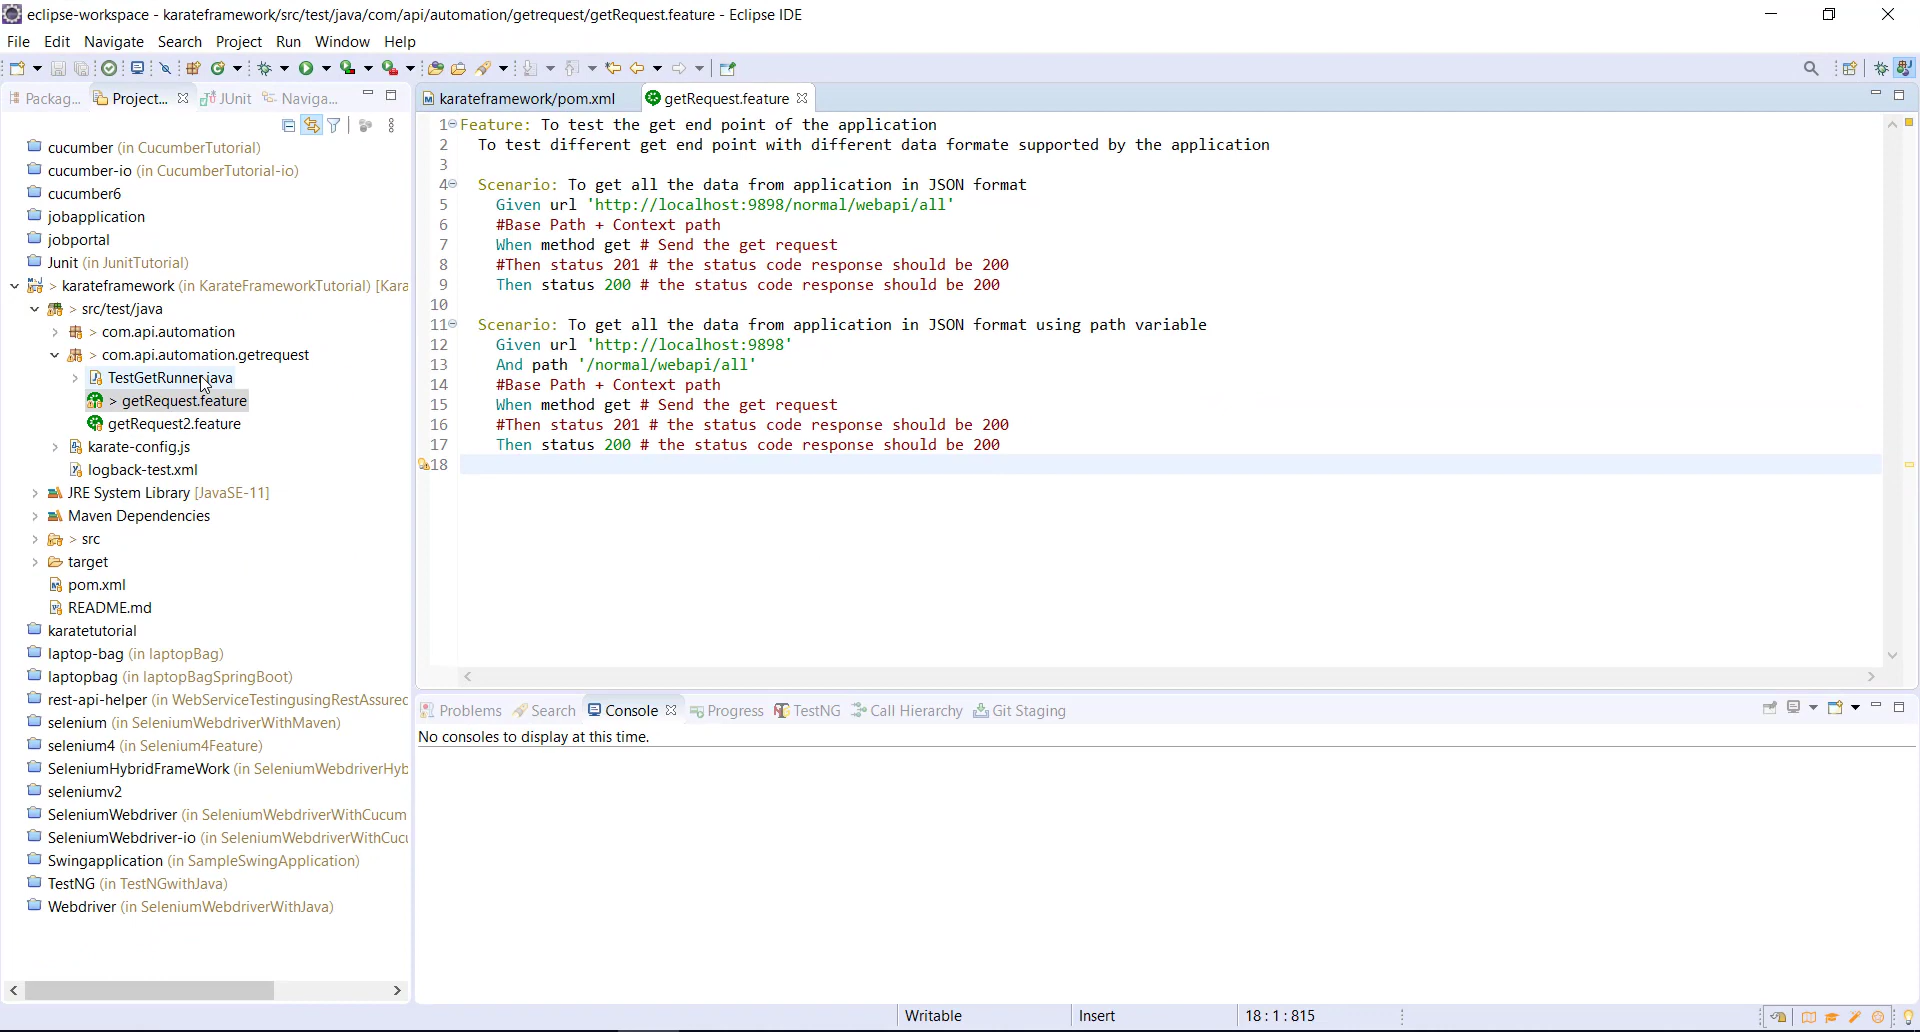 eclipse-workspace - karateframework/src/test/java/com/api/automation/getrequest/getRequest.feature - Eclipse IDE
File Edit Navigate Search Project Run Window Help
Packag... Project... JUnit Naviga...
cucumber (in CucumberTutorial)
cucumber-io (in CucumberTutorial-io)
cucumber6
jobapplication
jobportal
Junit (in JunitTutorial)
> karateframework (in KarateFrameworkTutorial) [Kara
> src/test/java
> com.api.automation
> com.api.automation.getrequest
TestGetRunner.java
> getRequest.feature
getRequest2.feature
karate-config.js
logback-test.xml
JRE System Library [JavaSE-11]
Maven Dependencies
> src
target
pom.xml
README.md
karatetutorial
laptop-bag (in laptopBag)
laptopbag (in laptopBagSpringBoot)
rest-api-helper (in WebServiceTestingusingRestAssured
selenium (in SeleniumWebdriverWithMaven)
selenium4 (in Selenium4Feature)
SeleniumHybridFrameWork (in SeleniumWebdriverHyb
seleniumv2
SeleniumWebdriver (in SeleniumWebdriverWithCucum
SeleniumWebdriver-io (in SeleniumWebdriverWithCucu
Swingapplication (in SampleSwingApplication)
TestNG (in TestNGwithJava)
Webdriver (in SeleniumWebdriverWithJava)
karateframework/pom.xml getRequest.feature
1 Feature: To test the get end point of the application
2 To test different get end point with different data formate supported by the application
3
4 Scenario: To get all the data from application in JSON format
5 Given url 'http://localhost:9898/normal/webapi/all'
6 #Base Path + Context path
7 When method get # Send the get request
8 #Then status 201 # the status code response should be 200
9 Then status 200 # the status code response should be 200
10
11 Scenario: To get all the data from application in JSON format using path variable
12 Given url 'http://localhost:9898'
13 And path '/normal/webapi/all'
14 #Base Path + Context path
15 When method get # Send the get request
16 #Then status 201 # the status code response should be 200
17 Then status 200 # the status code response should be 200
18
Problems Search Console Progress TestNG Call Hierarchy Git Staging
No consoles to display at this time.
Writable Insert 18 : 1 : 815